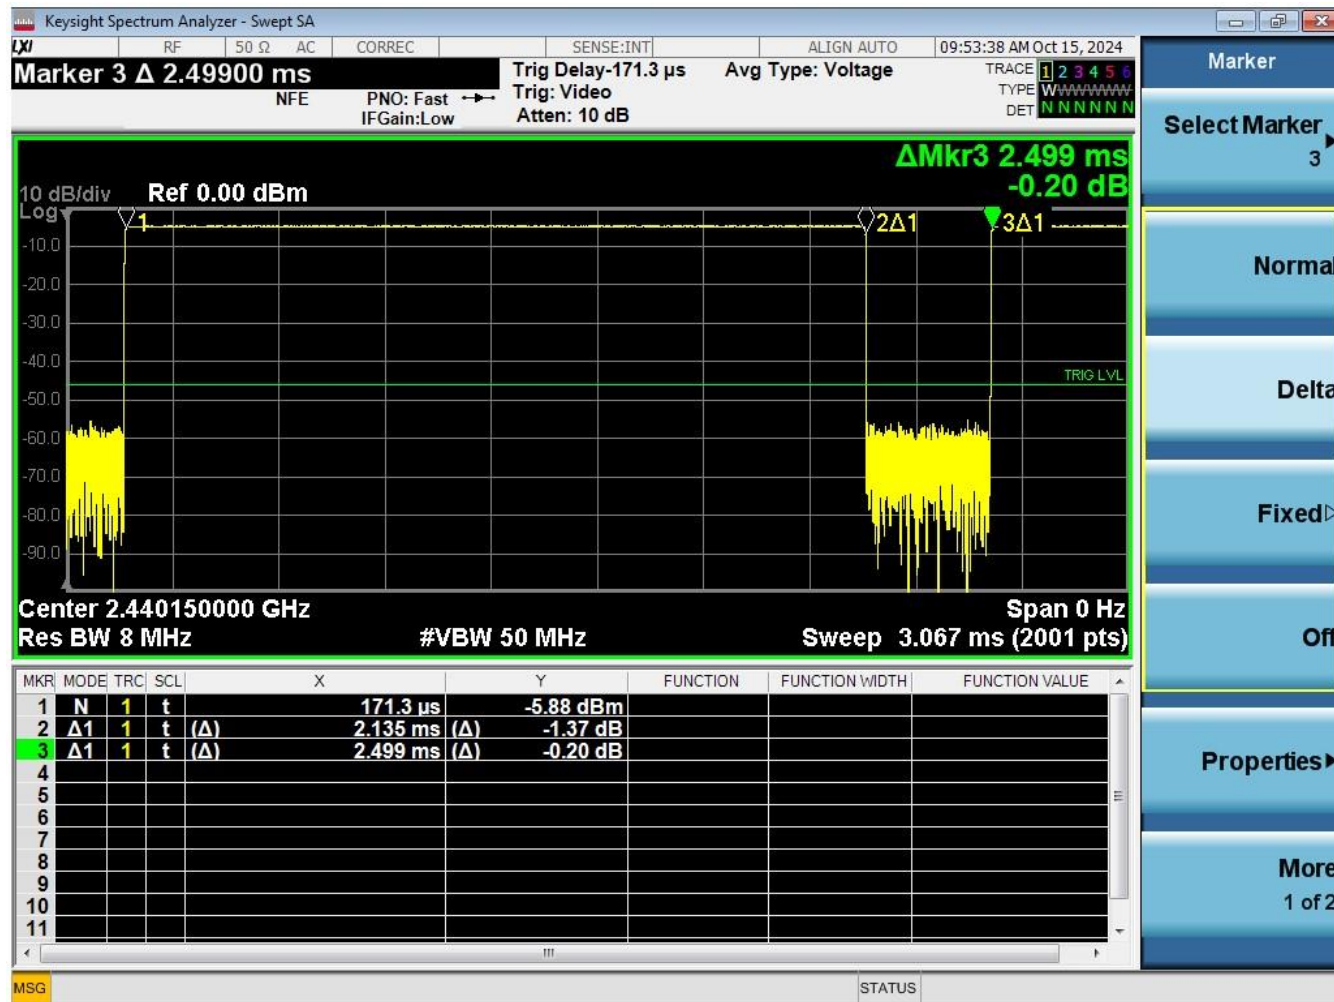 Keysight Spectrum Analyzer - Swept SA
LXI RF 50 Ω AC CORREC SENSE:INT ALIGN AUTO 09:53:38 AM Oct 15, 2024
Marker 3 Δ 2.49900 ms
NFE
PNO: Fast
IFGain:Low
Trig Delay-171.3 µs
Trig: Video
Atten: 10 dB
Avg Type: Voltage
TRACE 1 2 3 4 5 6
TYPE WWWWWW
DET N N N N N N
ΔMkr3 2.499 ms
-0.20 dB
10 dB/div Ref 0.00 dBm
Log
1 2Δ1 3Δ1
-10.0
-20.0
-30.0
-40.0
TRIG LVL
-50.0
-60.0
-70.0
-80.0
-90.0
Center 2.440150000 GHz Span 0 Hz
Res BW 8 MHz #VBW 50 MHz Sweep 3.067 ms (2001 pts)
MKR MODE TRC SCL X Y FUNCTION FUNCTION WIDTH FUNCTION VALUE
1 N 1 t 171.3 µs -5.88 dBm
2 Δ1 1 t (Δ) 2.135 ms (Δ) -1.37 dB
3 Δ1 1 t (Δ) 2.499 ms (Δ) -0.20 dB
4
5
6
7
8
9
10
11
MSG STATUS
Marker
Select Marker
3
Normal
Delta
Fixed
Off
Properties
More
1 of 2